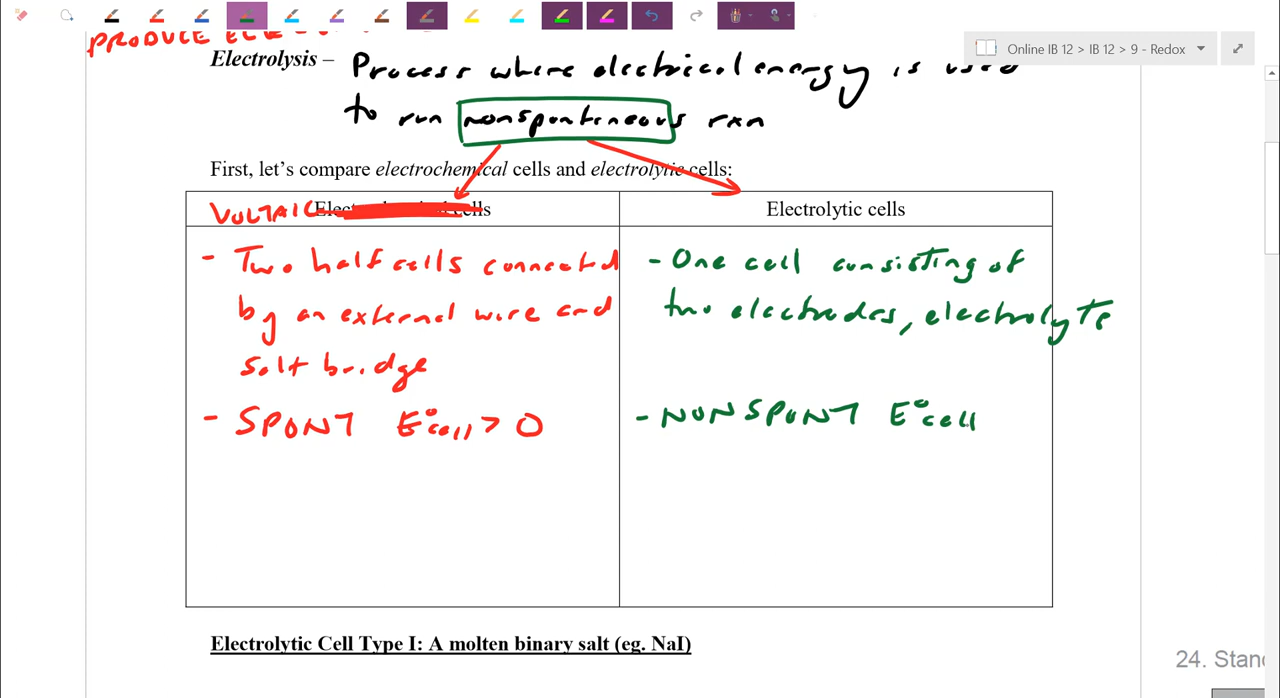 Online IB 12 > IB 12 > 9 - Redox
PRODUCE
Electrolysis – Process where electrical energy is used
to run nonspontineous rxn
First, let's compare electrochemical cells and electrolytic cells:
VOLTAIC cells
Electrolytic cells
- Two half cells connected
by an external wire and
salt bridge
- SPONT E°cell > 0
- One cell consisting of
two electrodes, electrolyte
- NONSPONT E°cell
Electrolytic Cell Type I: A molten binary salt (eg. NaI)
24. Stan